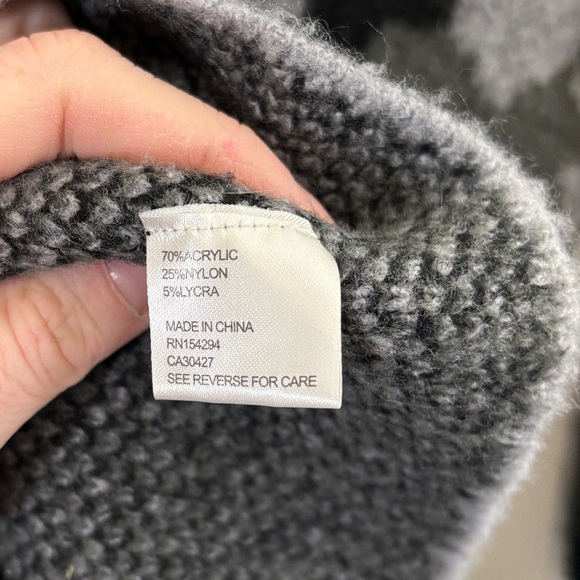 70%ACRYLIC
25%NYLON
5%LYCRA
MADE IN CHINA
RN154294
CA30427
SEE REVERSE FOR CARE